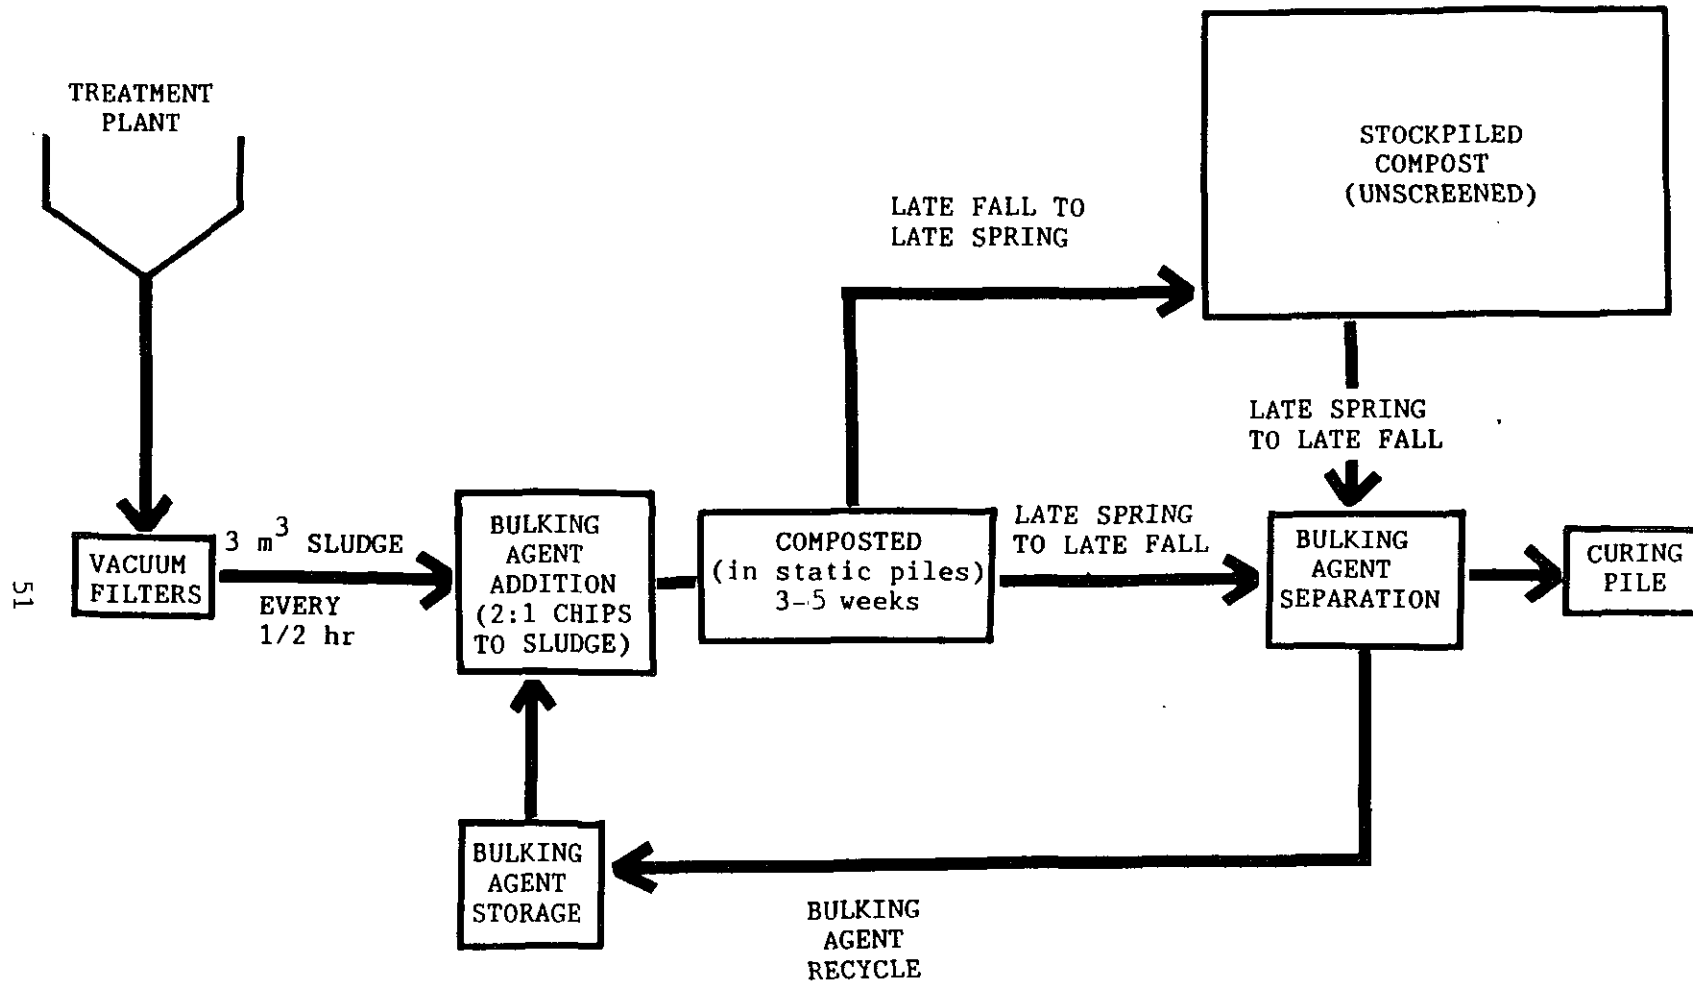 TREATMENT
PLANT
STOCKPILED
COMPOST
(UNSCREENED)
LATE FALL TO
LATE SPRING
LATE SPRING
TO LATE FALL
VACUUM
FILTERS
3 m³ SLUDGE
EVERY
1/2 hr
BULKING
AGENT
ADDITION
(2:1 CHIPS
TO SLUDGE)
COMPOSTED
(in static piles)
3-5 weeks
LATE SPRING
TO LATE FALL
BULKING
AGENT
SEPARATION
CURING
PILE
BULKING
AGENT
STORAGE
BULKING
AGENT
RECYCLE
51